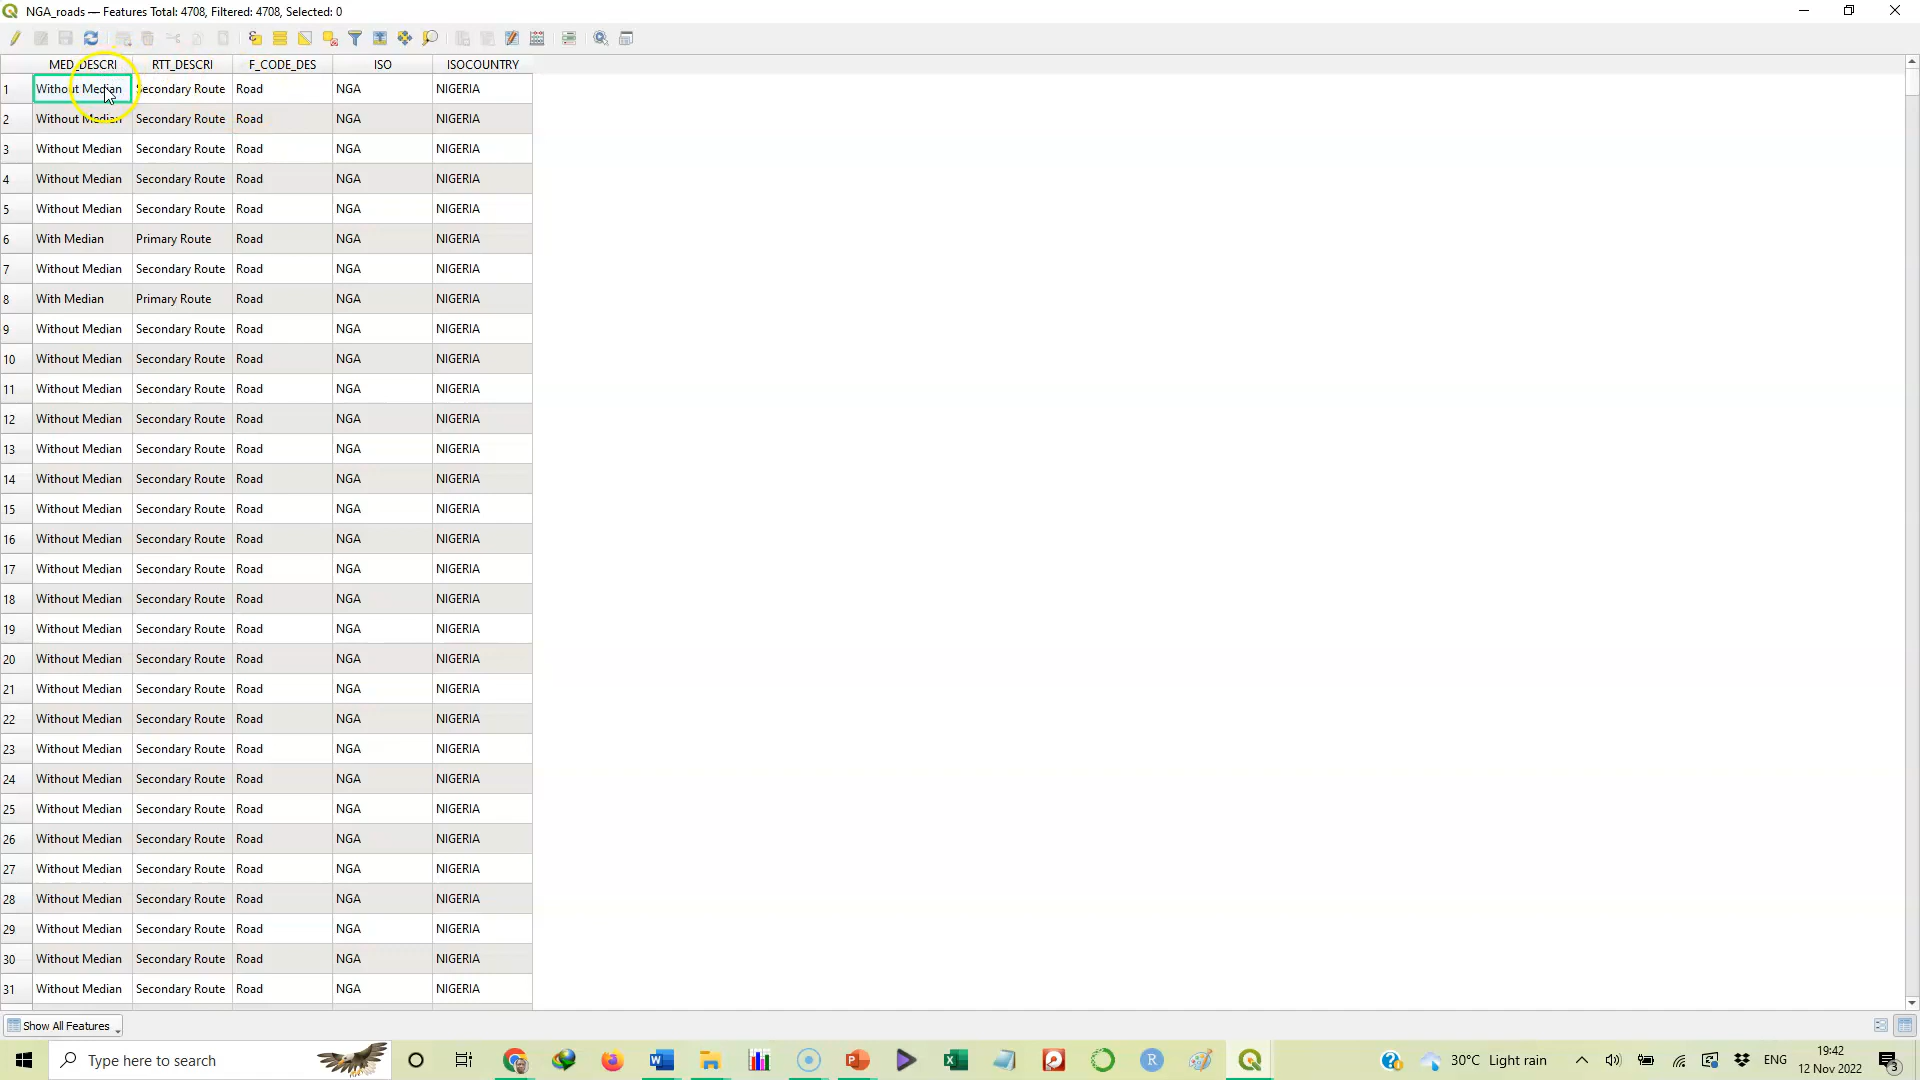 NGA_roads — Features Total: 4708, Filtered: 4708, Selected: 0
MED_DESCRI RTT_DESCRI F_CODE_DES ISO ISOCOUNTRY
1 Without Median Secondary Route Road NGA NIGERIA
2 Without Median Secondary Route Road NGA NIGERIA
3 Without Median Secondary Route Road NGA NIGERIA
4 Without Median Secondary Route Road NGA NIGERIA
5 Without Median Secondary Route Road NGA NIGERIA
6 With Median Primary Route Road NGA NIGERIA
7 Without Median Secondary Route Road NGA NIGERIA
8 With Median Primary Route Road NGA NIGERIA
9 Without Median Secondary Route Road NGA NIGERIA
10 Without Median Secondary Route Road NGA NIGERIA
11 Without Median Secondary Route Road NGA NIGERIA
12 Without Median Secondary Route Road NGA NIGERIA
13 Without Median Secondary Route Road NGA NIGERIA
14 Without Median Secondary Route Road NGA NIGERIA
15 Without Median Secondary Route Road NGA NIGERIA
16 Without Median Secondary Route Road NGA NIGERIA
17 Without Median Secondary Route Road NGA NIGERIA
18 Without Median Secondary Route Road NGA NIGERIA
19 Without Median Secondary Route Road NGA NIGERIA
20 Without Median Secondary Route Road NGA NIGERIA
21 Without Median Secondary Route Road NGA NIGERIA
22 Without Median Secondary Route Road NGA NIGERIA
23 Without Median Secondary Route Road NGA NIGERIA
24 Without Median Secondary Route Road NGA NIGERIA
25 Without Median Secondary Route Road NGA NIGERIA
26 Without Median Secondary Route Road NGA NIGERIA
27 Without Median Secondary Route Road NGA NIGERIA
28 Without Median Secondary Route Road NGA NIGERIA
29 Without Median Secondary Route Road NGA NIGERIA
30 Without Median Secondary Route Road NGA NIGERIA
31 Without Median Secondary Route Road NGA NIGERIA
Show All Features
Type here to search
30°C Light rain
ENG
19:42
12 Nov 2022
3